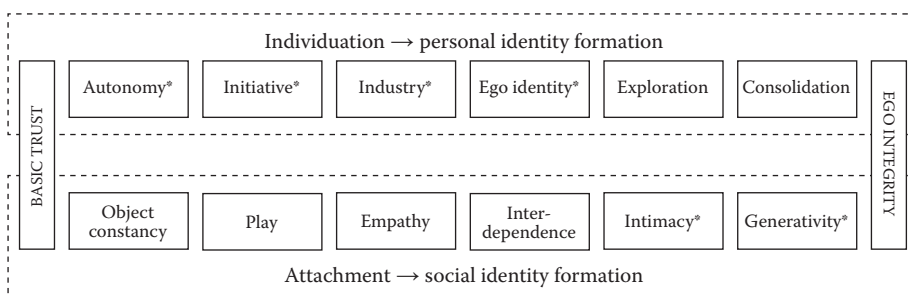 Individuation → personal identity formation
BASIC TRUST
Autonomy*
Initiative*
Industry*
Ego identity*
Exploration
Consolidation
EGO INTEGRITY
Object
constancy
Play
Empathy
Inter-
dependence
Intimacy*
Generativity*
Attachment → social identity formation